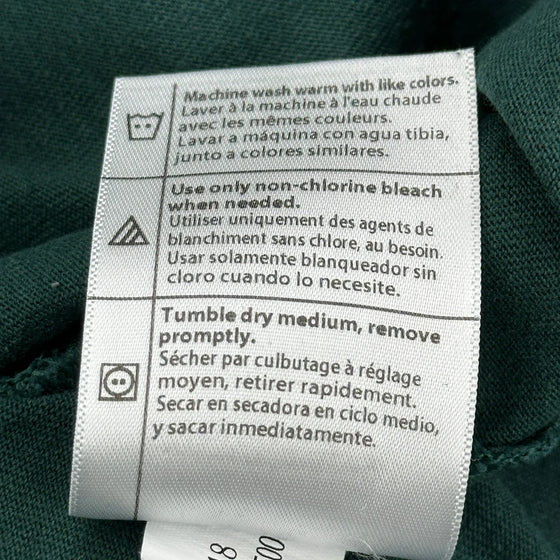 Machine wash warm with like colors.
Laver à la machine à l'eau chaude
avec les mêmes couleurs.
Lavar a máquina con agua tibia,
junto a colores similares.
Use only non-chlorine bleach
when needed.
Utiliser uniquement des agents de
blanchiment sans chlore, au besoin.
Usar solamente blanqueador sin
cloro cuando lo necesite.
Tumble dry medium, remove
promptly.
Sécher par culbutage à réglage
moyen, retirer rapidement.
Secar en secadora en ciclo medio,
y sacar inmediatamente.